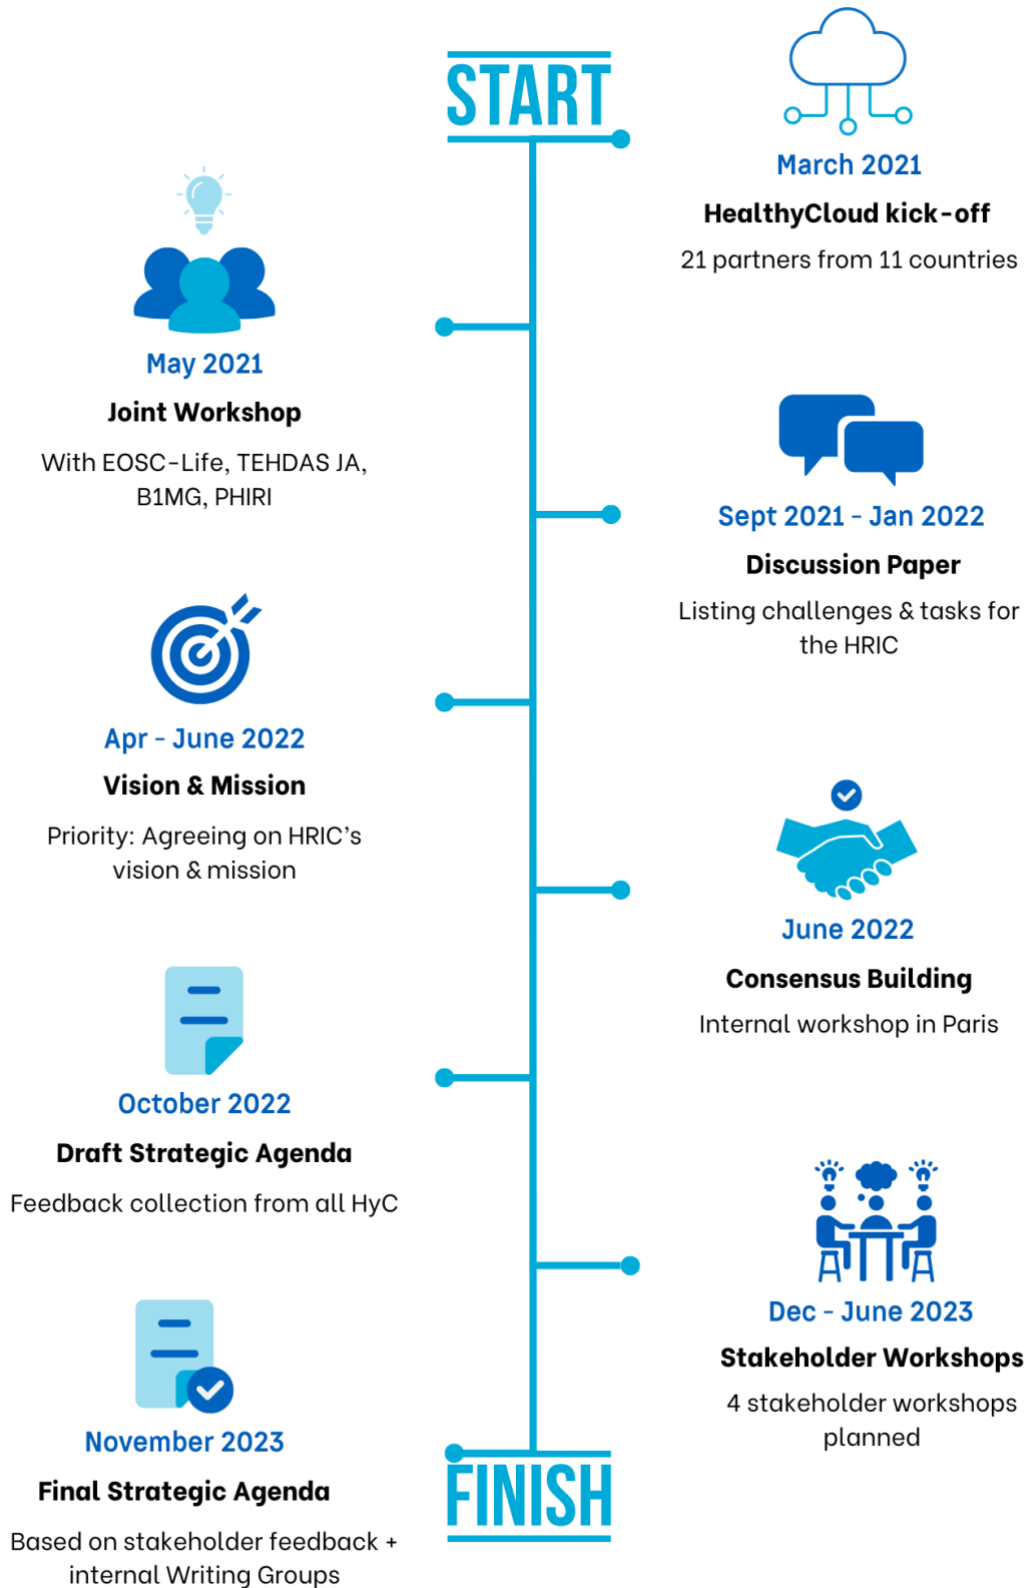 START
March 2021
HealthyCloud kick-off
21 partners from 11 countries
May 2021
Joint Workshop
With EOSC-Life, TEHDAS JA,
B1MG, PHIRI
Sept 2021 - Jan 2022
Discussion Paper
Listing challenges & tasks for
the HRIC
Apr - June 2022
Vision & Mission
Priority: Agreeing on HRIC's
vision & mission
June 2022
Consensus Building
Internal workshop in Paris
October 2022
Draft Strategic Agenda
Feedback collection from all HyC
Dec - June 2023
Stakeholder Workshops
4 stakeholder workshops
planned
November 2023
Final Strategic Agenda
Based on stakeholder feedback +
internal Writing Groups
FINISH